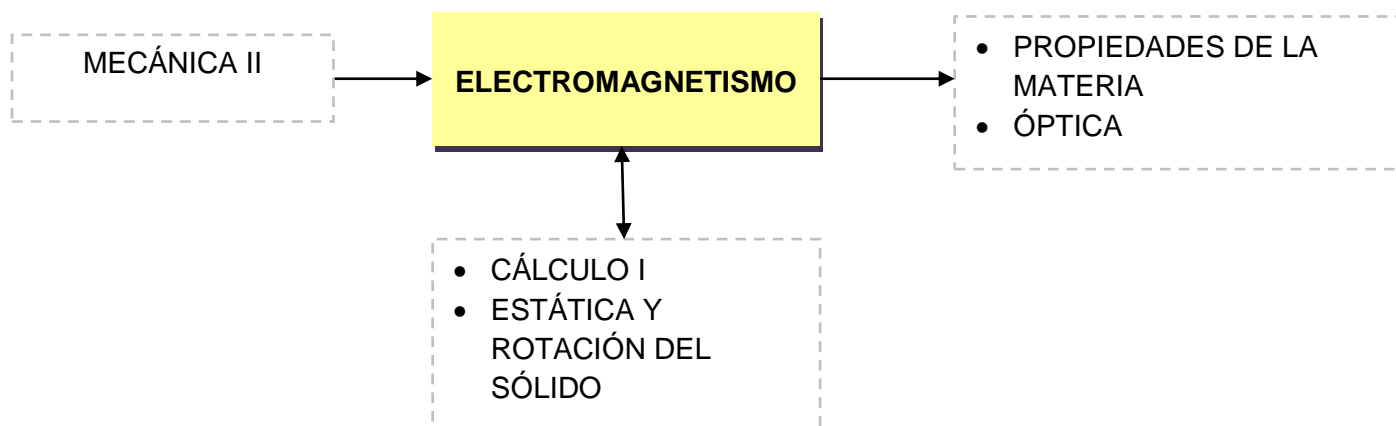 MECÁNICA II
ELECTROMAGNETISMO
• PROPIEDADES DE LA
MATERIA
• ÓPTICA
• CÁLCULO I
• ESTÁTICA Y
ROTACIÓN DEL
SÓLIDO